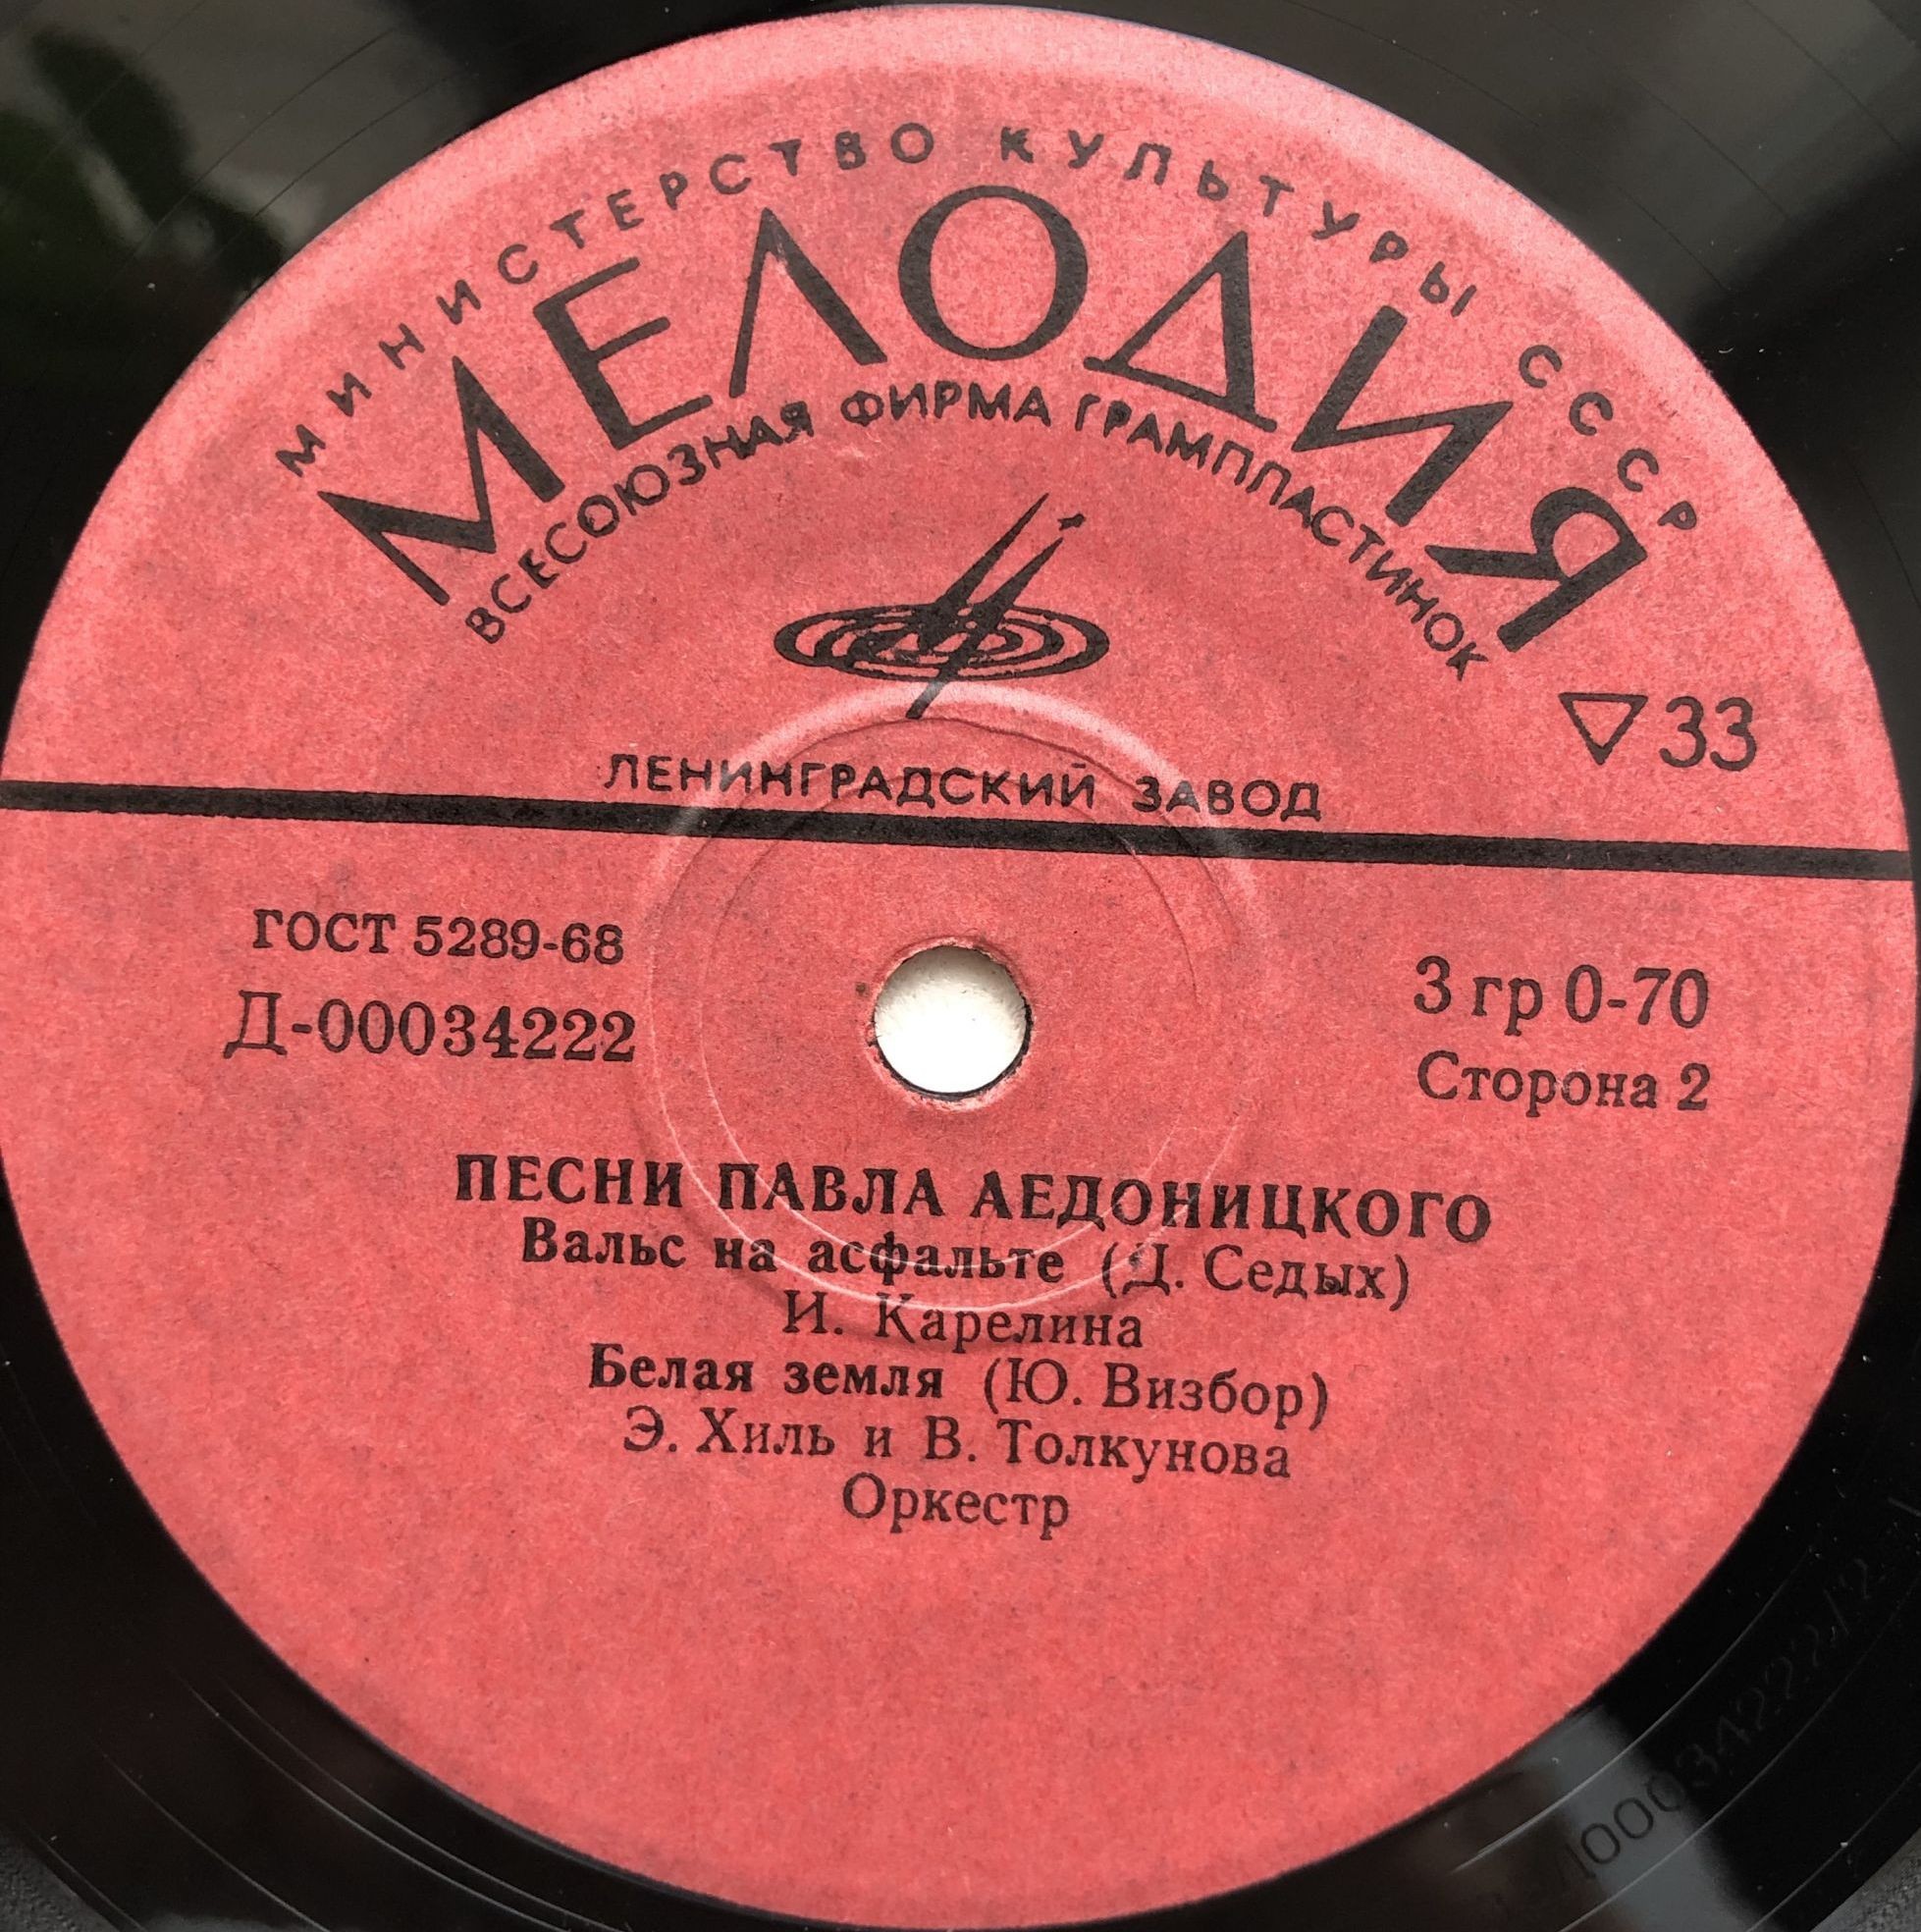 МИНИСТЕРСТВО КУЛЬТУРЫ СССР
МЕЛОДИЯ
ВСЕСОЮЗНАЯ ФИРМА ГРАМПЛАСТИНОК
33
ЛЕНИНГРАДСКИЙ ЗАВОД
ГОСТ 5289-68
Д-00034222
3 гр 0-70
Сторона 2
ПЕСНИ ПАВЛА АЕДОНИЦКОГО
Вальс на асфальте (Д. Седых)
И. Карелина
Белая земля (Ю. Визбор)
Э. Хиль и В. Толкунова
Оркестр